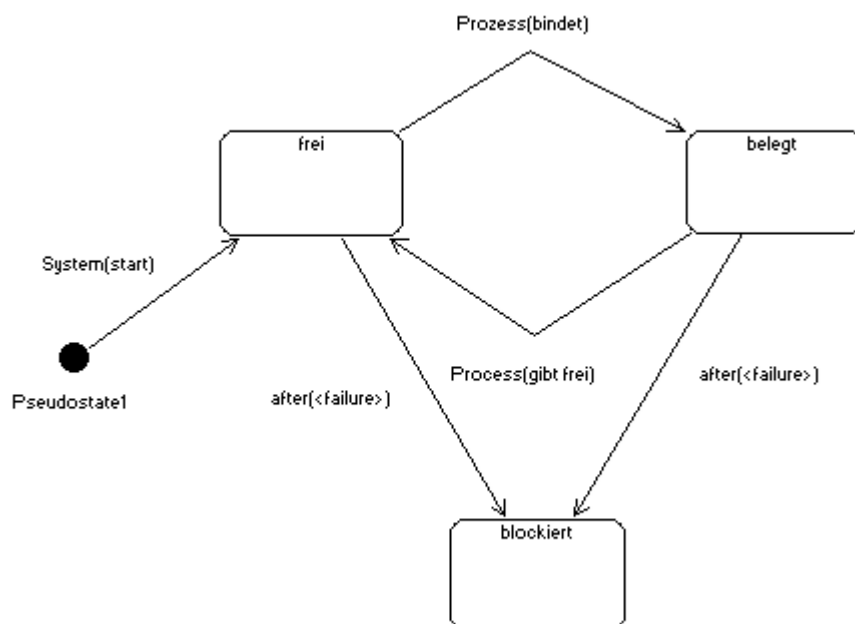 Prozess(bindet)
frei
belegt
System(start)
Process(gibt frei)
after(<failure>)
after(<failure>)
Pseudostate1
blockiert